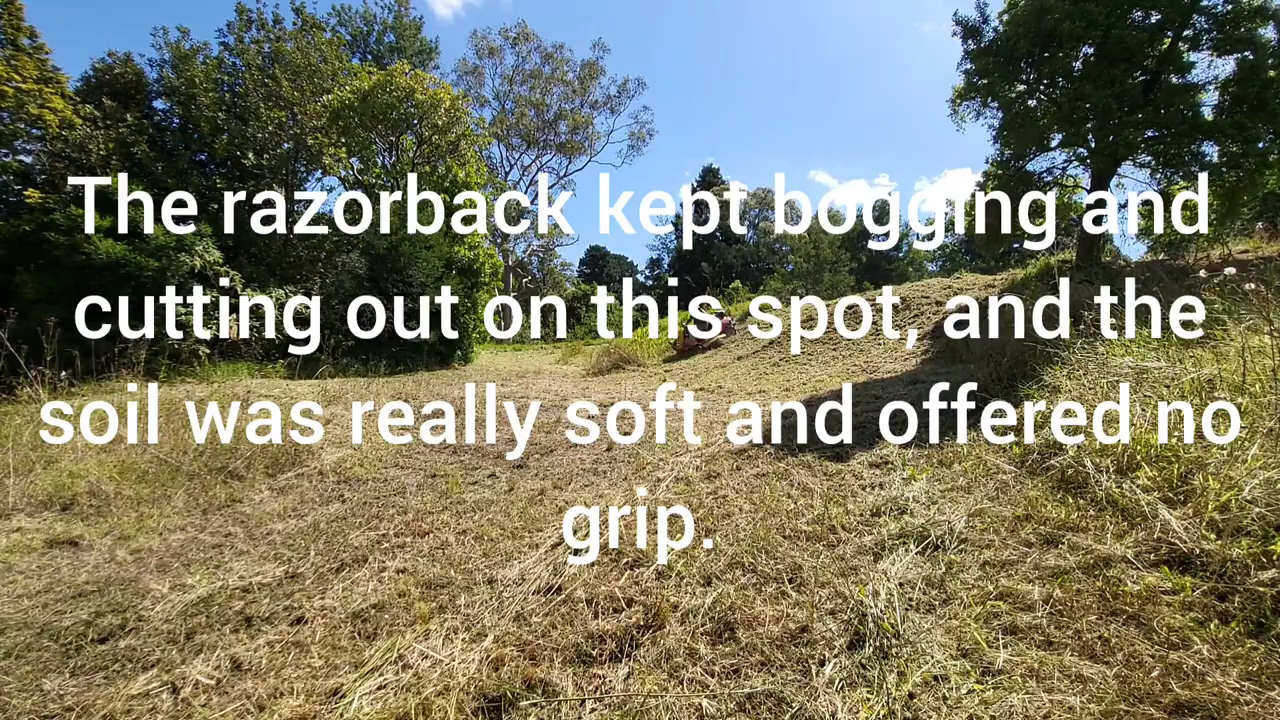 The razorback kept bogging and
cutting out on this spot, and the
soil was really soft and offered no
grip.